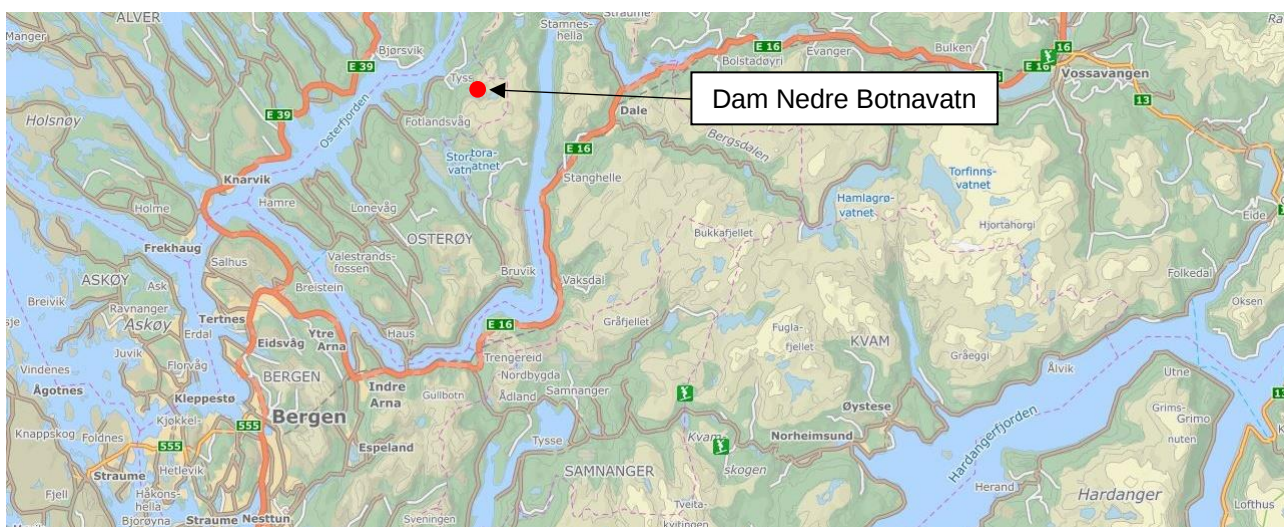 ALVER
Manger
Bjørsvik
Stamnes-
hella
Straume
E 16
Evanger
Bulken
16
E 16
Bolstadøyri
Vossavangen
E 39
Tyss
Dam Nedre Botnavatn
13
Holsnøy
E 39
Osterfjorden
Fotlandsvåg
Dale
Bergsdalen
E 16
Stor
vatn
tora-
atnet
Stanghelle
Torfinns-
vatnet
Knarvik
Holme
Hamre
Lonevåg
Hamlagrø-
vatnet
Hjortahorgi
Eide
Frekhaug
OSTERØY
Bukkafjellet
Salhus
Valestrands-
fossen
ASKØY
Ask
Breistein
Bruvik
Vaksdal
Folkedal
Breivik
Ravnanger
Askøy
Tertnes
Oksen
Erdal
Ytre
Arna
Haus
E 16
Gråfjellet
Fugla-
fjellet
KVAM
Juvik
Eidsvåg
Gråeggi
Vindenes
Florvåg
BERGEN
Trengereid
-Nordbygda
Ålvik
Utne
Ågotnes
Kleppestø
Indre
Arna
Gullbotn
Ådland
Samnanger
Øystese
Hardangerfjorden
13
Bergen
Grims-
nuten
Grimo
Knappskog
Foldnes
Kjøkkel-
555
555
Espeland
Tysse
Kvam
skogen
Norheimsund
Straume
Hetlevik
SAMNANGER
Herand
Hardanger
Fjell
Håkons-
hella
Bjorøyna
Straume
Nesttun
Sveningen
Tveita-
kvitingen
Lofthus